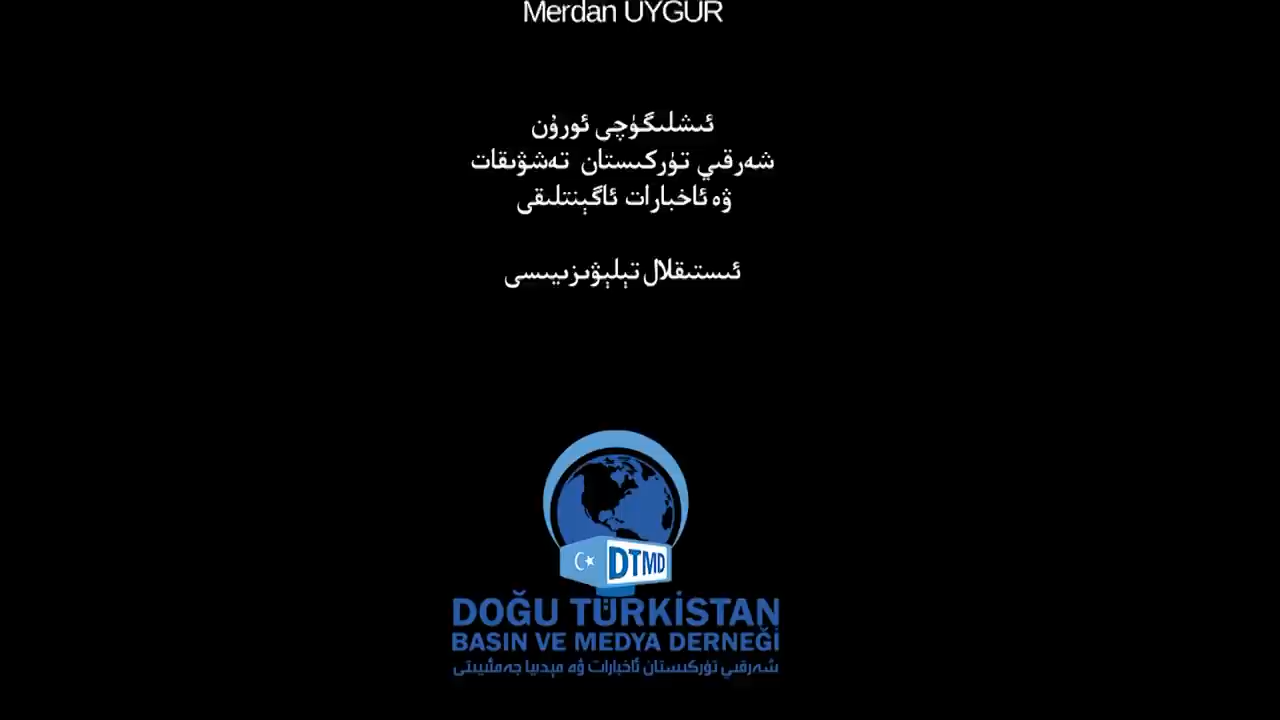 Merdan UYGUR
ئىشلىگۈچى ئورۇن
شەرقىي تۈركىستان تەشۋىقات
ۋە ئاخبارات ئاگېنتلىقى
ئىستىقلال تېلېۋىزىيىسى
DTMD
DOĞU TÜRKİSTAN
BASIN VE MEDYA DERNEĞİ
شەرقىي تۈركىستان ئاخبارات ۋە مېدىيا جەمئىيىتى